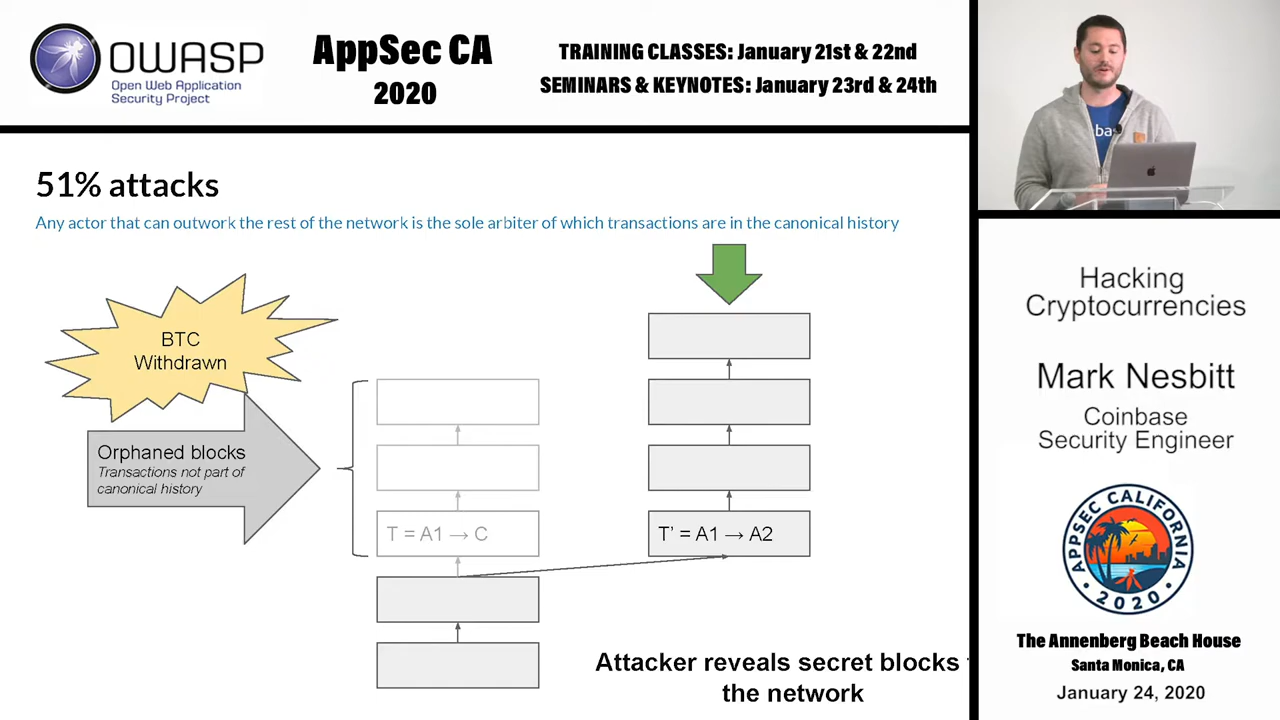 OWASP
Open Web Application
Security Project
AppSec CA
2020
TRAINING CLASSES: January 21st & 22nd
SEMINARS & KEYNOTES: January 23rd & 24th
51% attacks
Any actor that can outwork the rest of the network is the sole arbiter of which transactions are in the canonical history
BTC
Withdrawn
Orphaned blocks
Transactions not part of
canonical history
T = A1 → C
T' = A1 → A2
Attacker reveals secret blocks
the network
ba
Hacking
Cryptocurrencies
Mark Nesbitt
Coinbase
Security Engineer
APPSEC CALIFORNIA
2020
The Annenberg Beach House
Santa Monica, CA
January 24, 2020